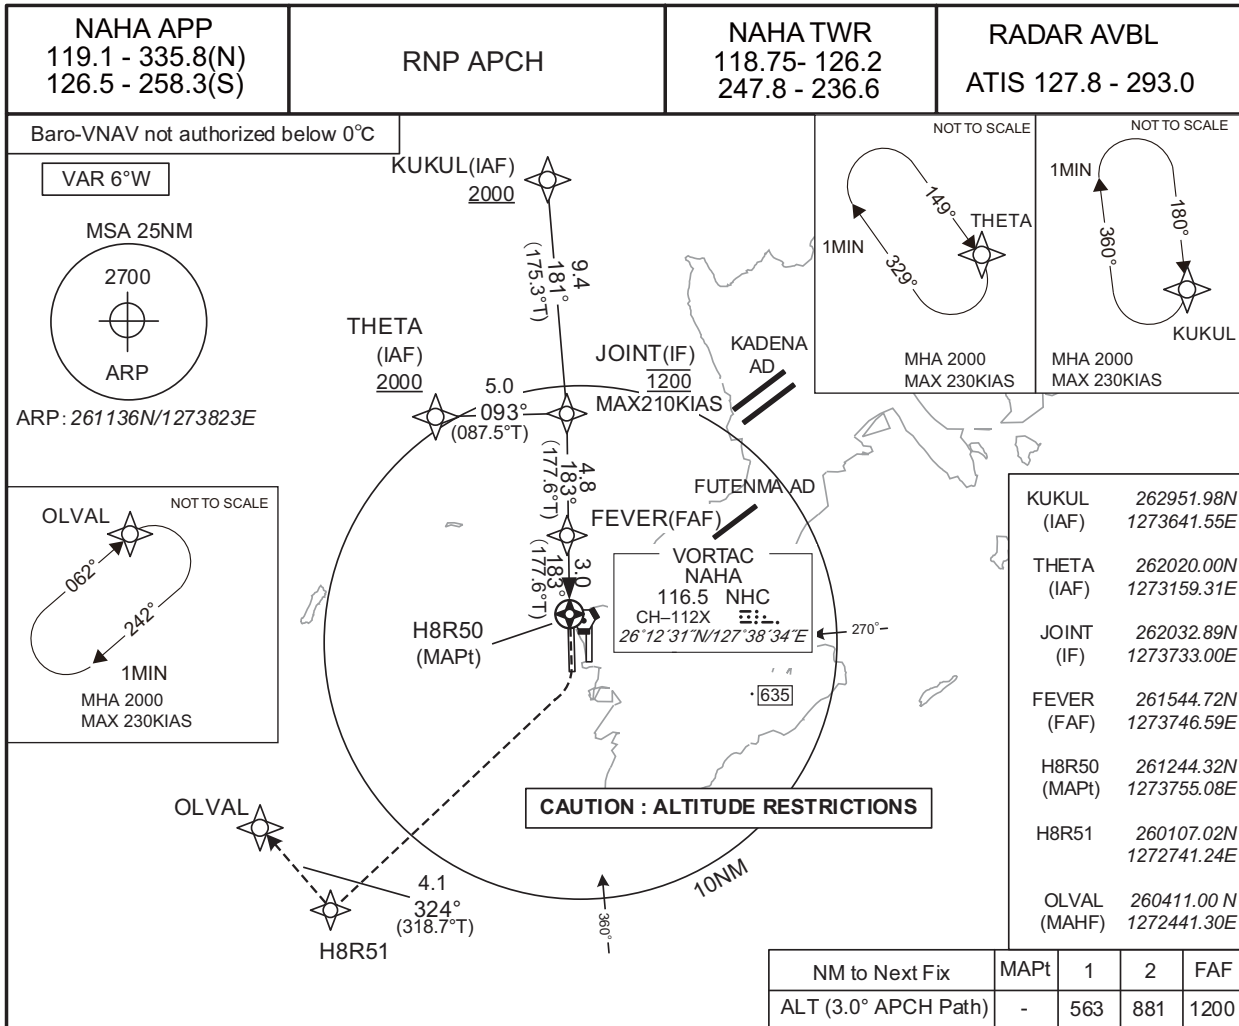 NAHA APP
119.1 - 335.8(N)
126.5 - 258.3(S)
RNP APCH
NAHA TWR
118.75- 126.2
247.8 - 236.6
RADAR AVBL
ATIS 127.8 - 293.0
Baro-VNAV not authorized below 0°C
VAR 6°W
MSA 25NM
2700
ARP
ARP : 261136N/1273823E
KUKUL(IAF)
2000
9.4
181°
(175.3°T)
THETA
(IAF)
2000
5.0
093°
(087.5°T)
JOINT(IF)
1200
MAX210KIAS
KADENA
AD
4.8
183°
(177.6°T)
FUTENMA AD
FEVER(FAF)
3.0
183°
(177.6°T)
VORTAC
NAHA
116.5 NHC
CH–112X
26°12´31˝N/127°38´34˝E
270°
H8R50
(MAPt)
635
CAUTION : ALTITUDE RESTRICTIONS
10NM
360°
OLVAL
4.1
324°
(318.7°T)
H8R51
NOT TO SCALE
149°
THETA
1MIN
329°
MHA 2000
MAX 230KIAS
NOT TO SCALE
1MIN
180°
360°
KUKUL
MHA 2000
MAX 230KIAS
NOT TO SCALE
OLVAL
062°
242°
1MIN
MHA 2000
MAX 230KIAS
KUKUL 262951.98N
(IAF) 1273641.55E
THETA 262020.00N
(IAF) 1273159.31E
JOINT 262032.89N
(IF) 1273733.00E
FEVER 261544.72N
(FAF) 1273746.59E
H8R50 261244.32N
(MAPt) 1273755.08E
H8R51 260107.02N
1272741.24E
OLVAL 260411.00 N
(MAHF) 1272441.30E
NM to Next Fix MAPt 1 2 FAF
ALT (3.0° APCH Path) - 563 881 1200